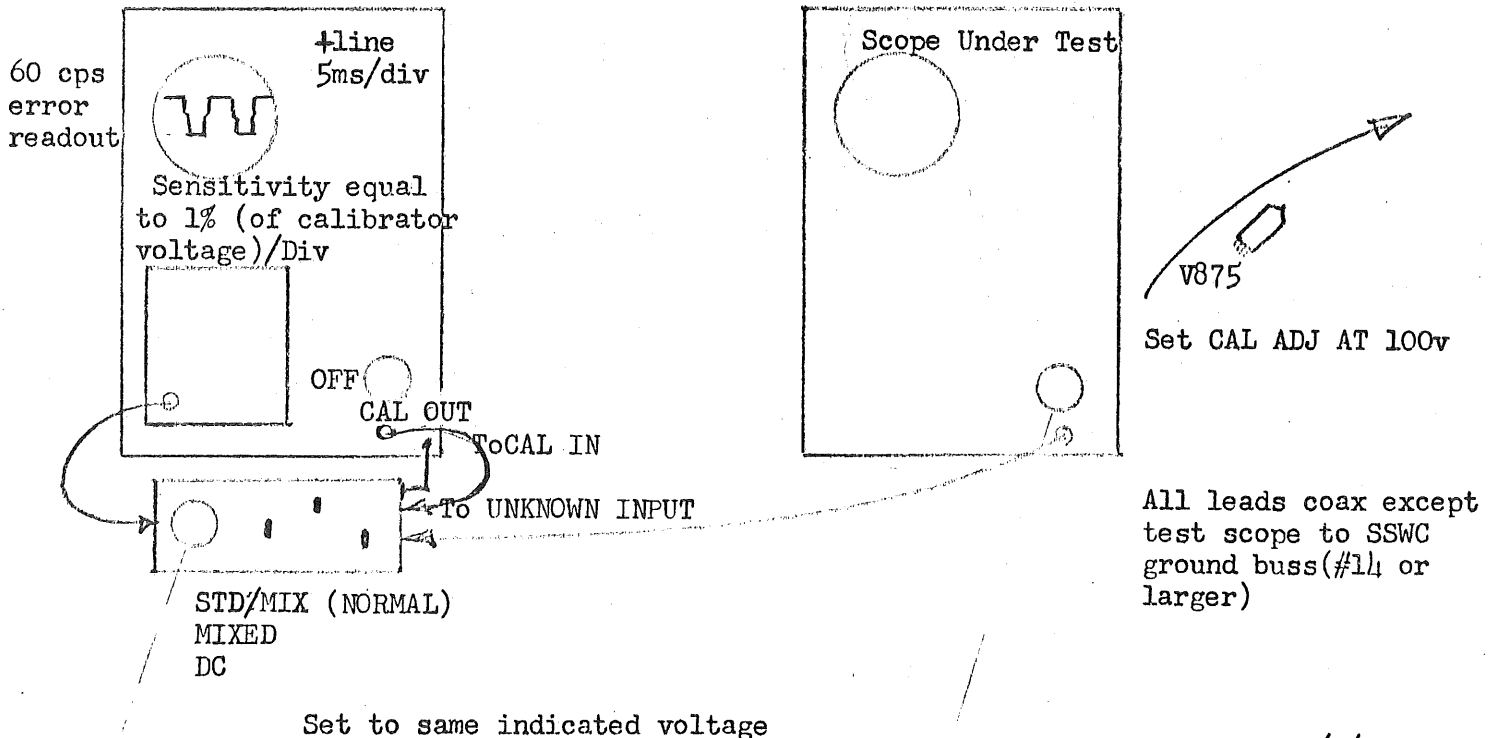 60 cps
error
readout
+line
5ms/div
Sensitivity equal
to 1% (of calibrator
voltage)/Div
OFF
CAL OUT
ToCAL IN
To UNKNOWN INPUT
STD/MIX (NORMAL)
MIXED
DC
Set to same indicated voltage
Scope Under Test
V875
Set CAL ADJ AT 100v
All leads coax except
test scope to SSWC
ground buss(#14 or
larger)